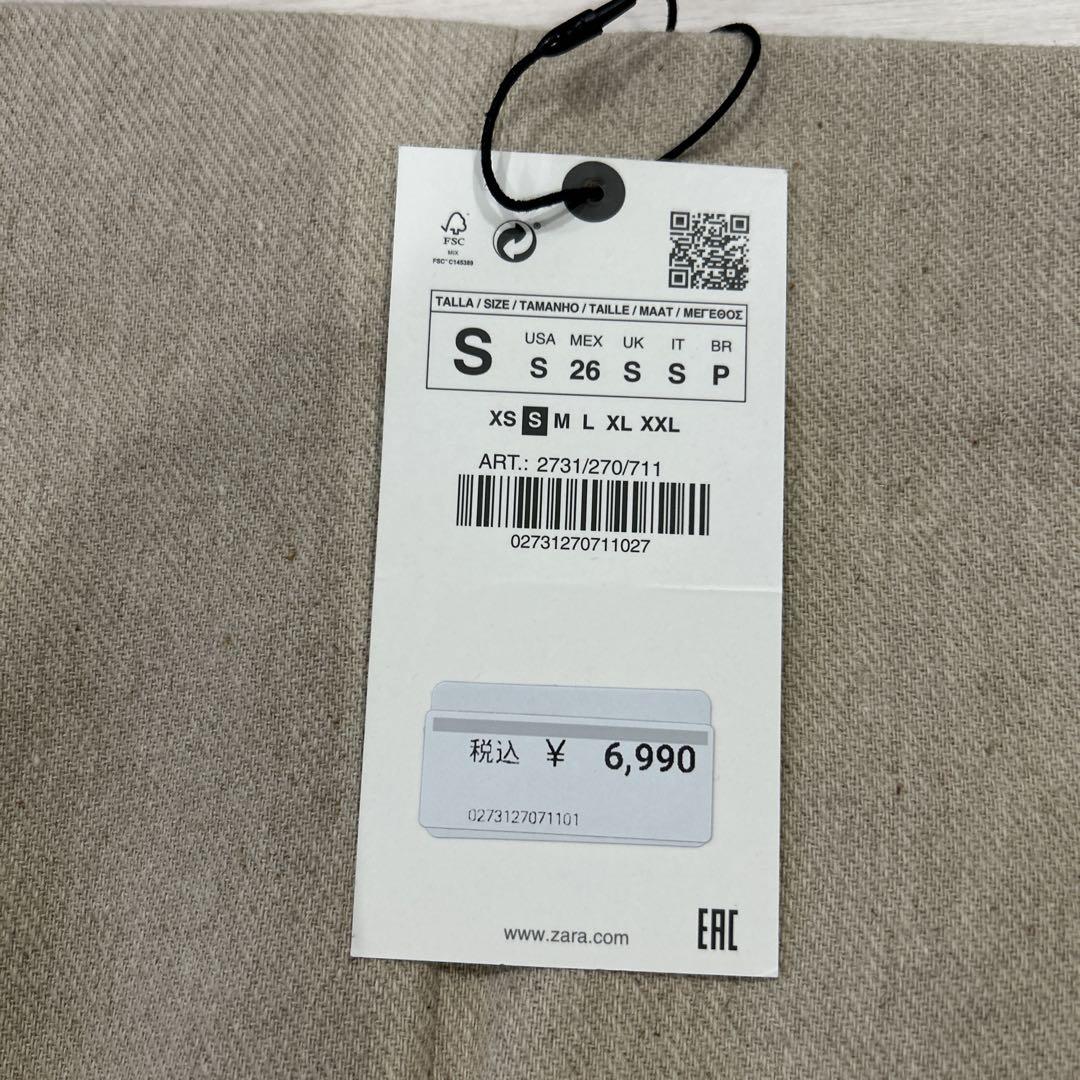 FSC
MIX
FSC® C145389
TALLA / SIZE / TAMANHO / TAILLE / MAAT / ΜΕΓΕΘΟΣ
S
USA MEX UK IT BR
S 26 S S P
XS S M L XL XXL
ART.: 2731/270/711
02731270711027
税込 ¥ 6,990
0273127071101
www.zara.com
EAC